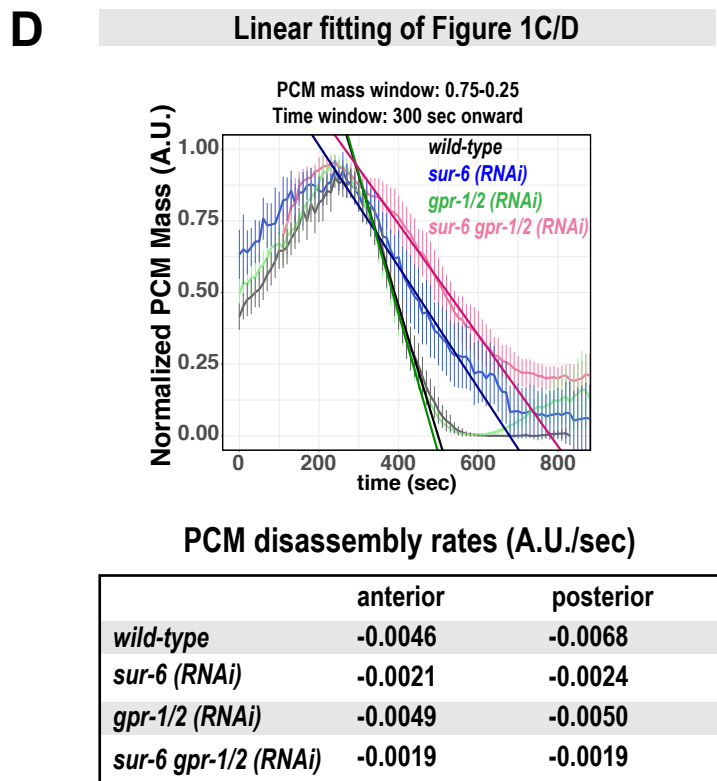 D
Linear fitting of Figure 1C/D
PCM mass window: 0.75-0.25
Time window: 300 sec onward
Normalized PCM Mass (A.U.)
1.00
0.75
0.50
0.25
0.00
wild-type
sur-6 (RNAi)
gpr-1/2 (RNAi)
sur-6 gpr-1/2 (RNAi)
0 200 400 600 800
time (sec)
PCM disassembly rates (A.U./sec)
anterior posterior
wild-type -0.0046 -0.0068
sur-6 (RNAi) -0.0021 -0.0024
gpr-1/2 (RNAi) -0.0049 -0.0050
sur-6 gpr-1/2 (RNAi) -0.0019 -0.0019